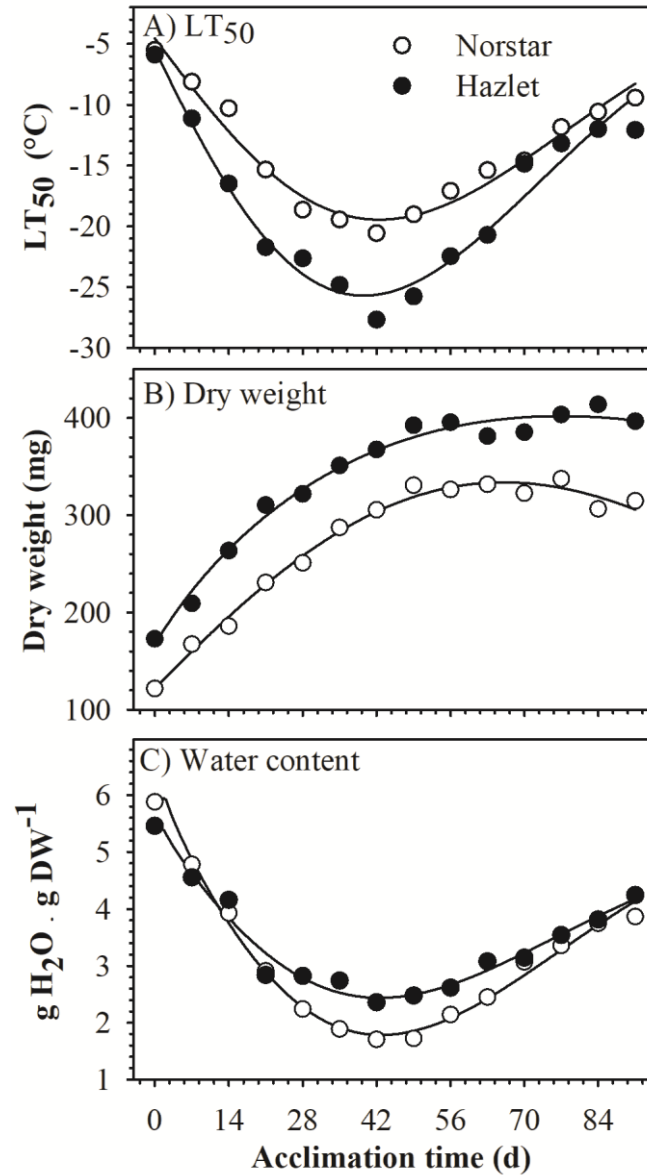 A) LT50
Norstar
Hazlet
-5
-10
-15
-20
-25
-30
LT50 (°C)
B) Dry weight
400
300
200
100
Dry weight (mg)
C) Water content
6
5
4
3
2
1
g H2O . g DW-1
0 14 28 42 56 70 84
Acclimation time (d)